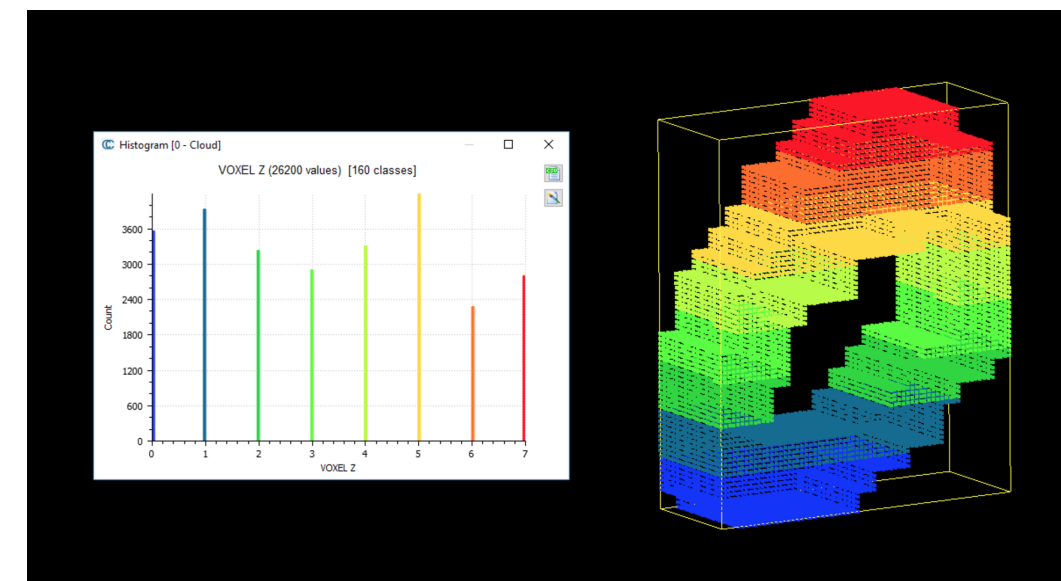 Histogram [0 - Cloud]
VOXEL Z (26200 values) [160 classes]
CSV
Count
3600
3000
2400
1800
1200
600
0
0 1 2 3 4 5 6 7
VOXEL Z